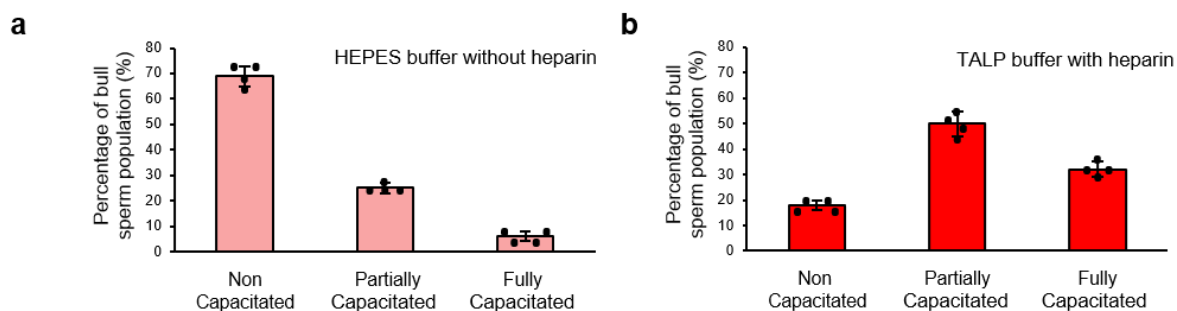 a
HEPES buffer without heparin
Percentage of bull
sperm population (%)
80
70
60
50
40
30
20
10
0
Non
Capacitated
Partially
Capacitated
Fully
Capacitated
b
TALP buffer with heparin
Percentage of bull
sperm population (%)
80
70
60
50
40
30
20
10
0
Non
Capacitated
Partially
Capacitated
Fully
Capacitated